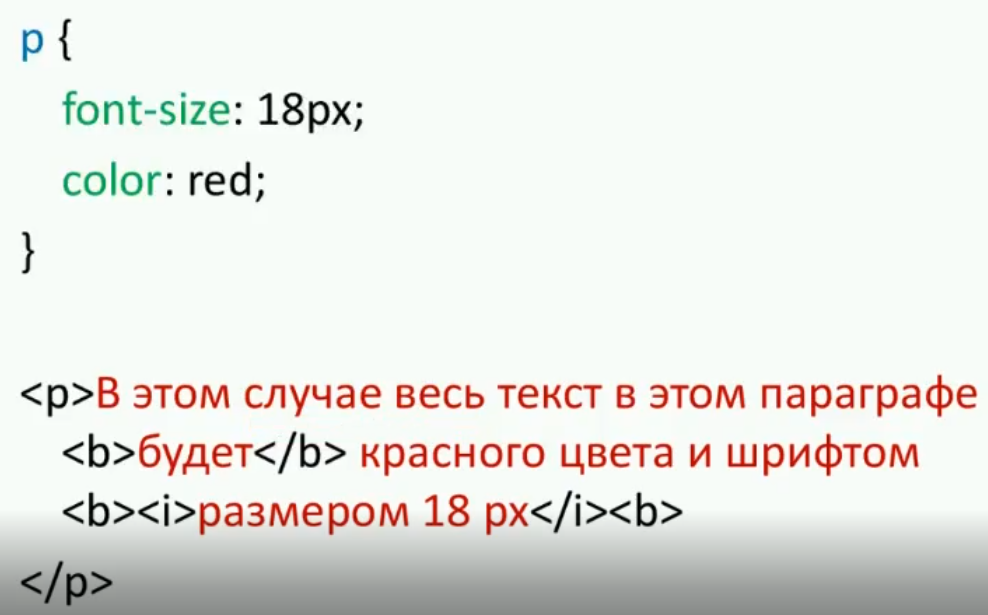 p {
font-size: 18px;
color: red;
}
<p>В этом случае весь текст в этом параграфе
<b>будет</b> красного цвета и шрифтом
<b><i>размером 18 px</i><b>
</p>